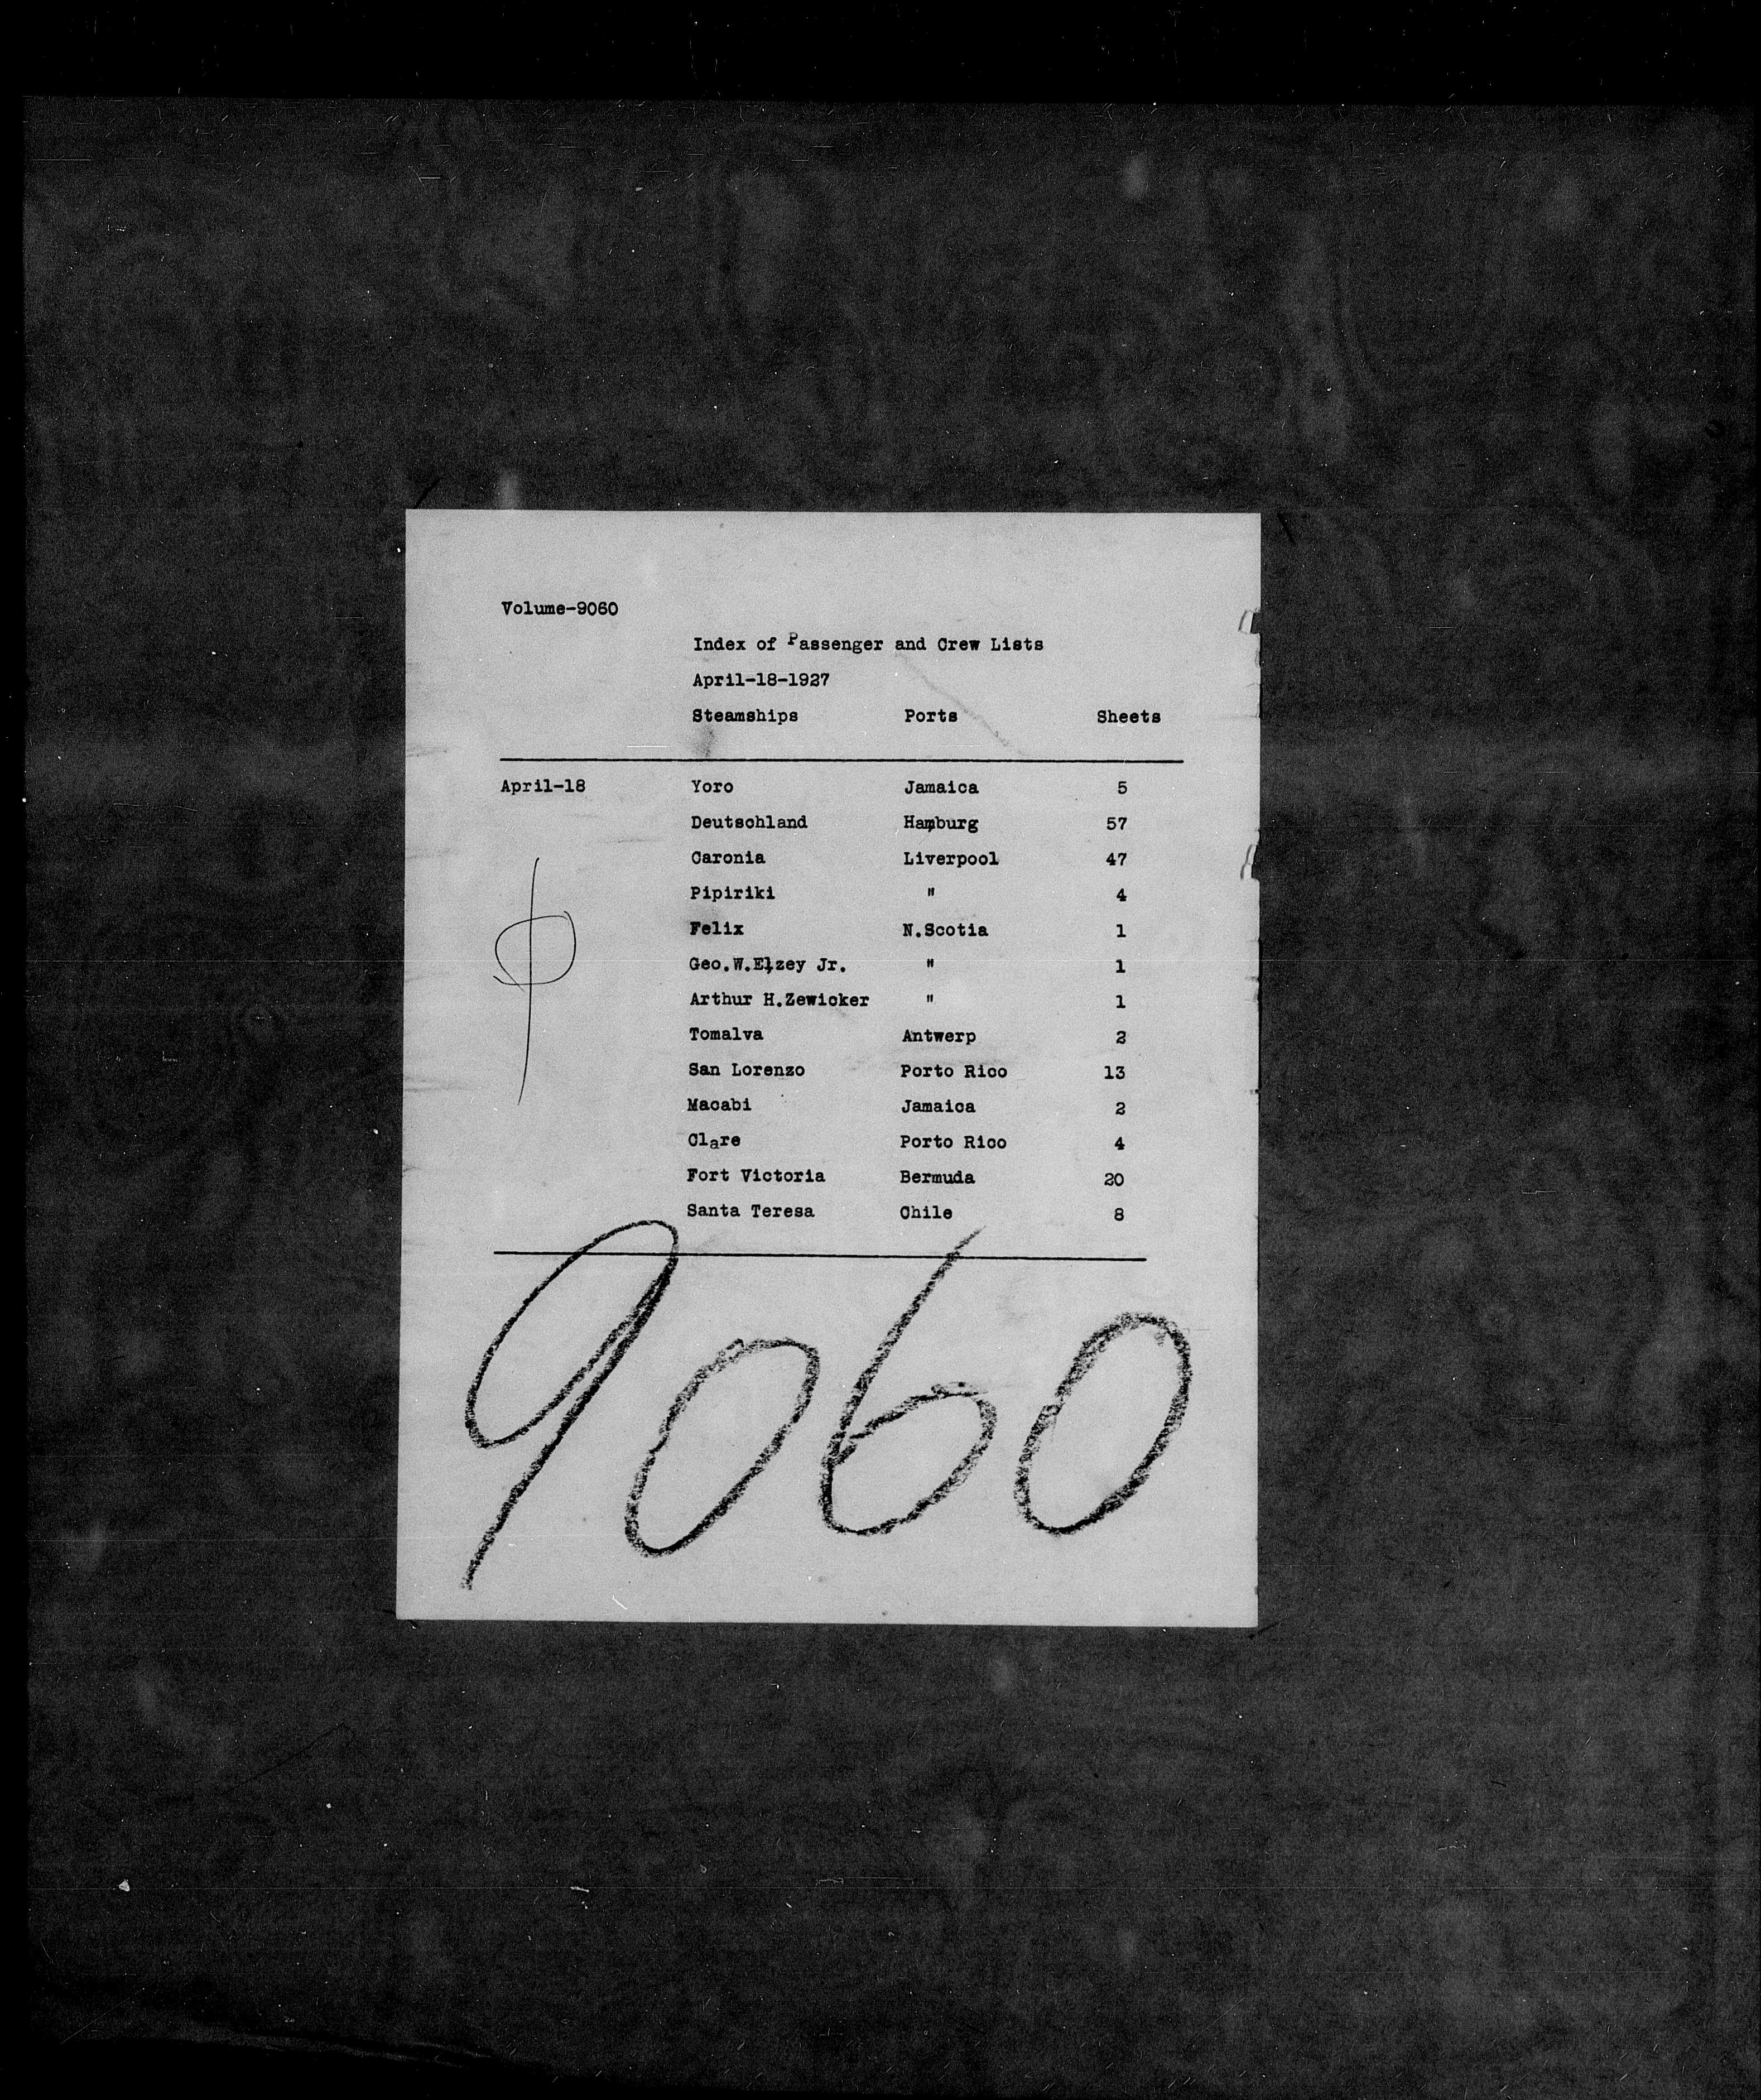 Volume-9060
Index of Passenger and Crew Lists
April-18-1927
Steamships Ports Sheets
April-18 Yoro Jamaica 5
Deutschland Hamburg 57
Caronia Liverpool 47
Pipiriki " 4
Felix N.Scotia 1
Geo.W.Elzey Jr. " 1
Arthur H.Zewicker " 1
Tomalva Antwerp 2
San Lorenzo Porto Rico 13
Macabi Jamaica 2
Clare Porto Rico 4
Fort Victoria Bermuda 20
Santa Teresa Chile 8
9060